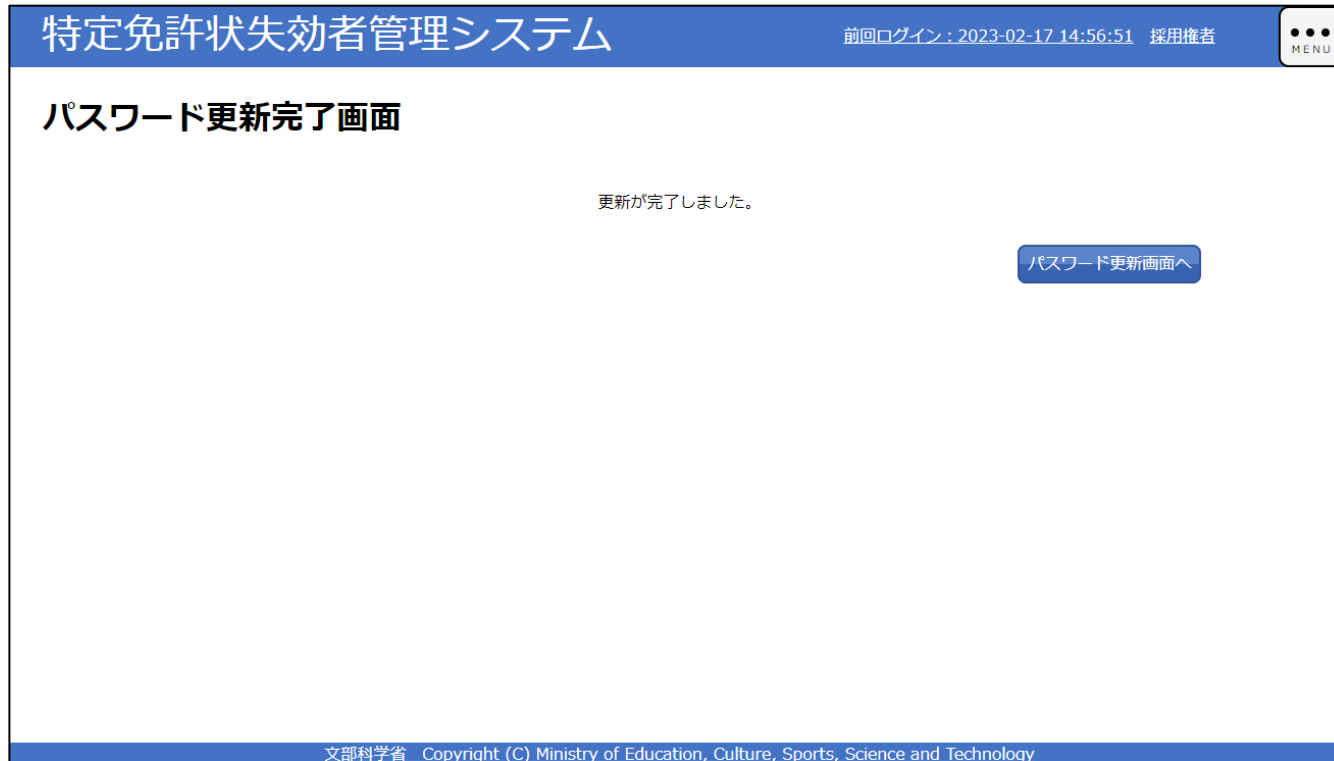 特定免許状失効者管理システム
前回ログイン：2023-02-17 14:56:51 採用権者
MENU
パスワード更新完了画面
更新が完了しました。
パスワード更新画面へ
文部科学省 Copyright (C) Ministry of Education, Culture, Sports, Science and Technology